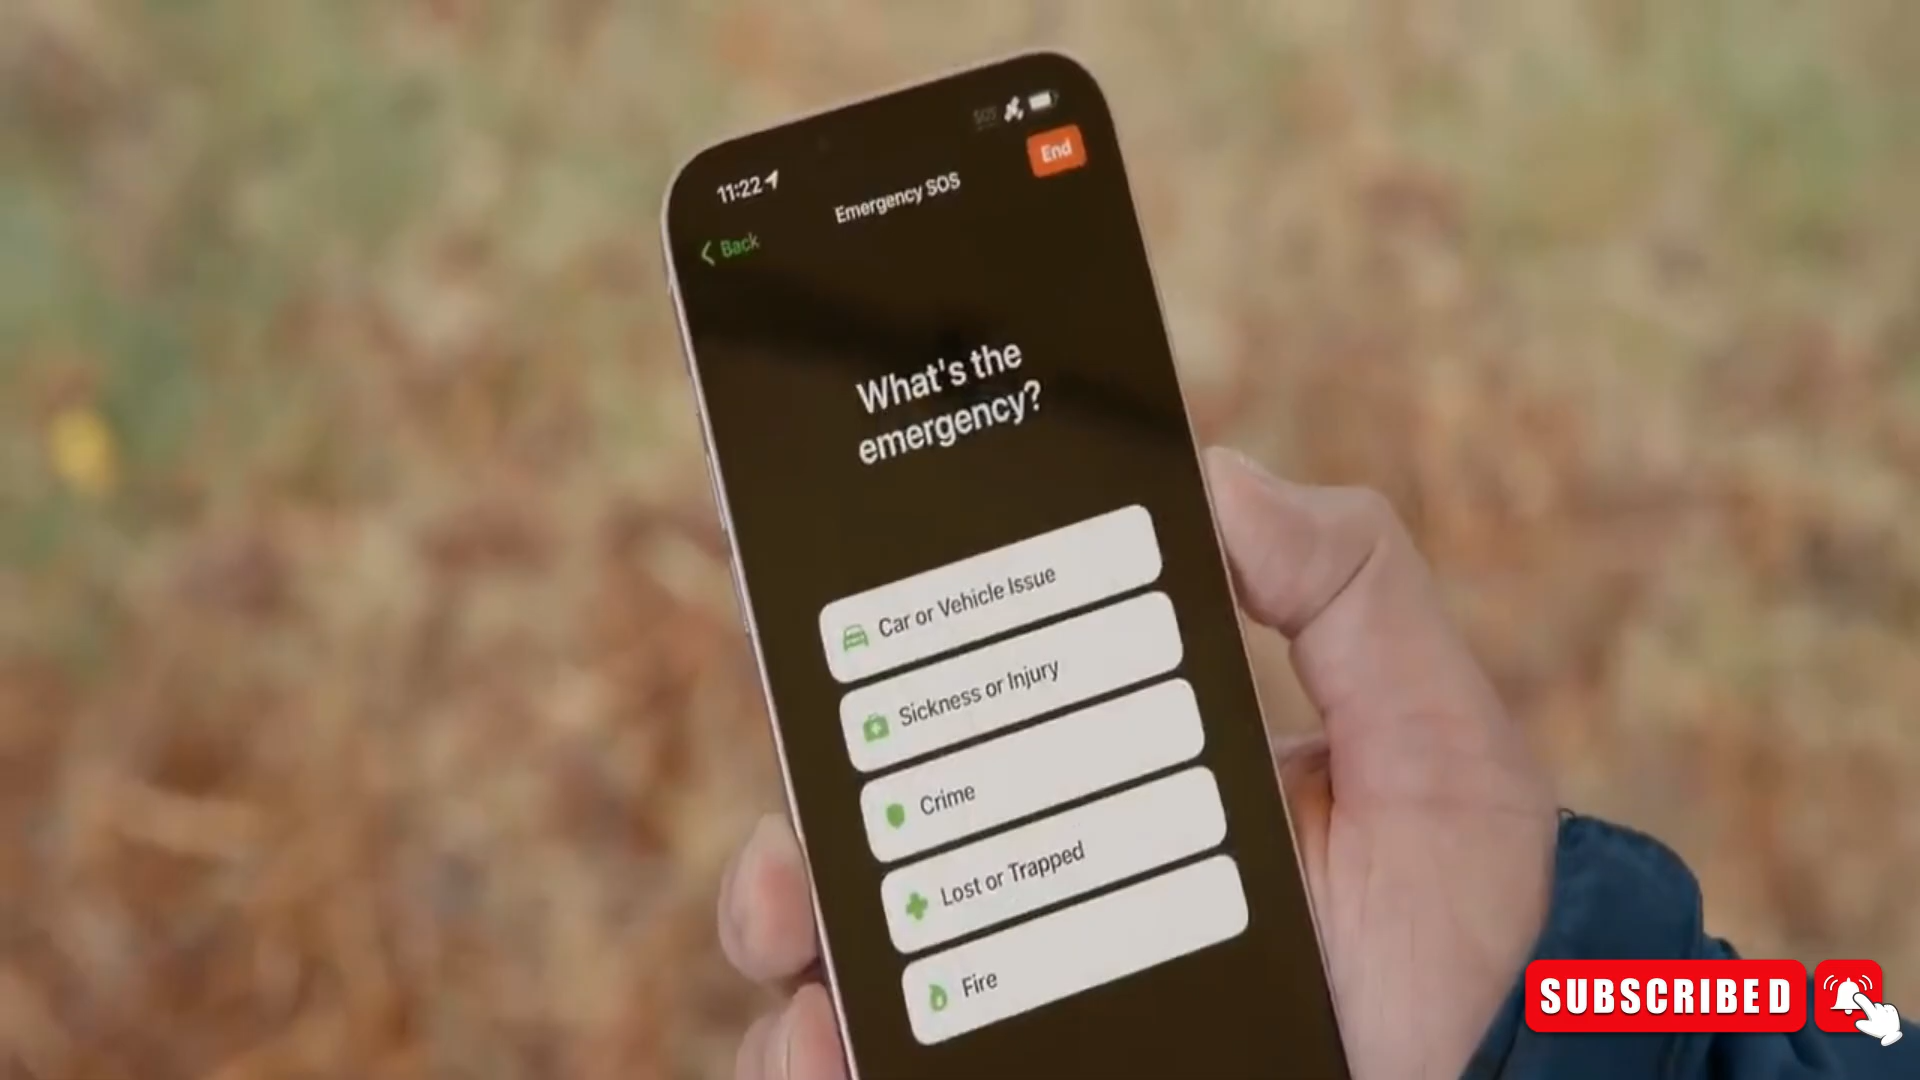 SOS
11:22
End
Emergency SOS
Back
What's the
emergency?
Car or Vehicle Issue
Sickness or Injury
Crime
Lost or Trapped
Fire
SUBSCRIBED